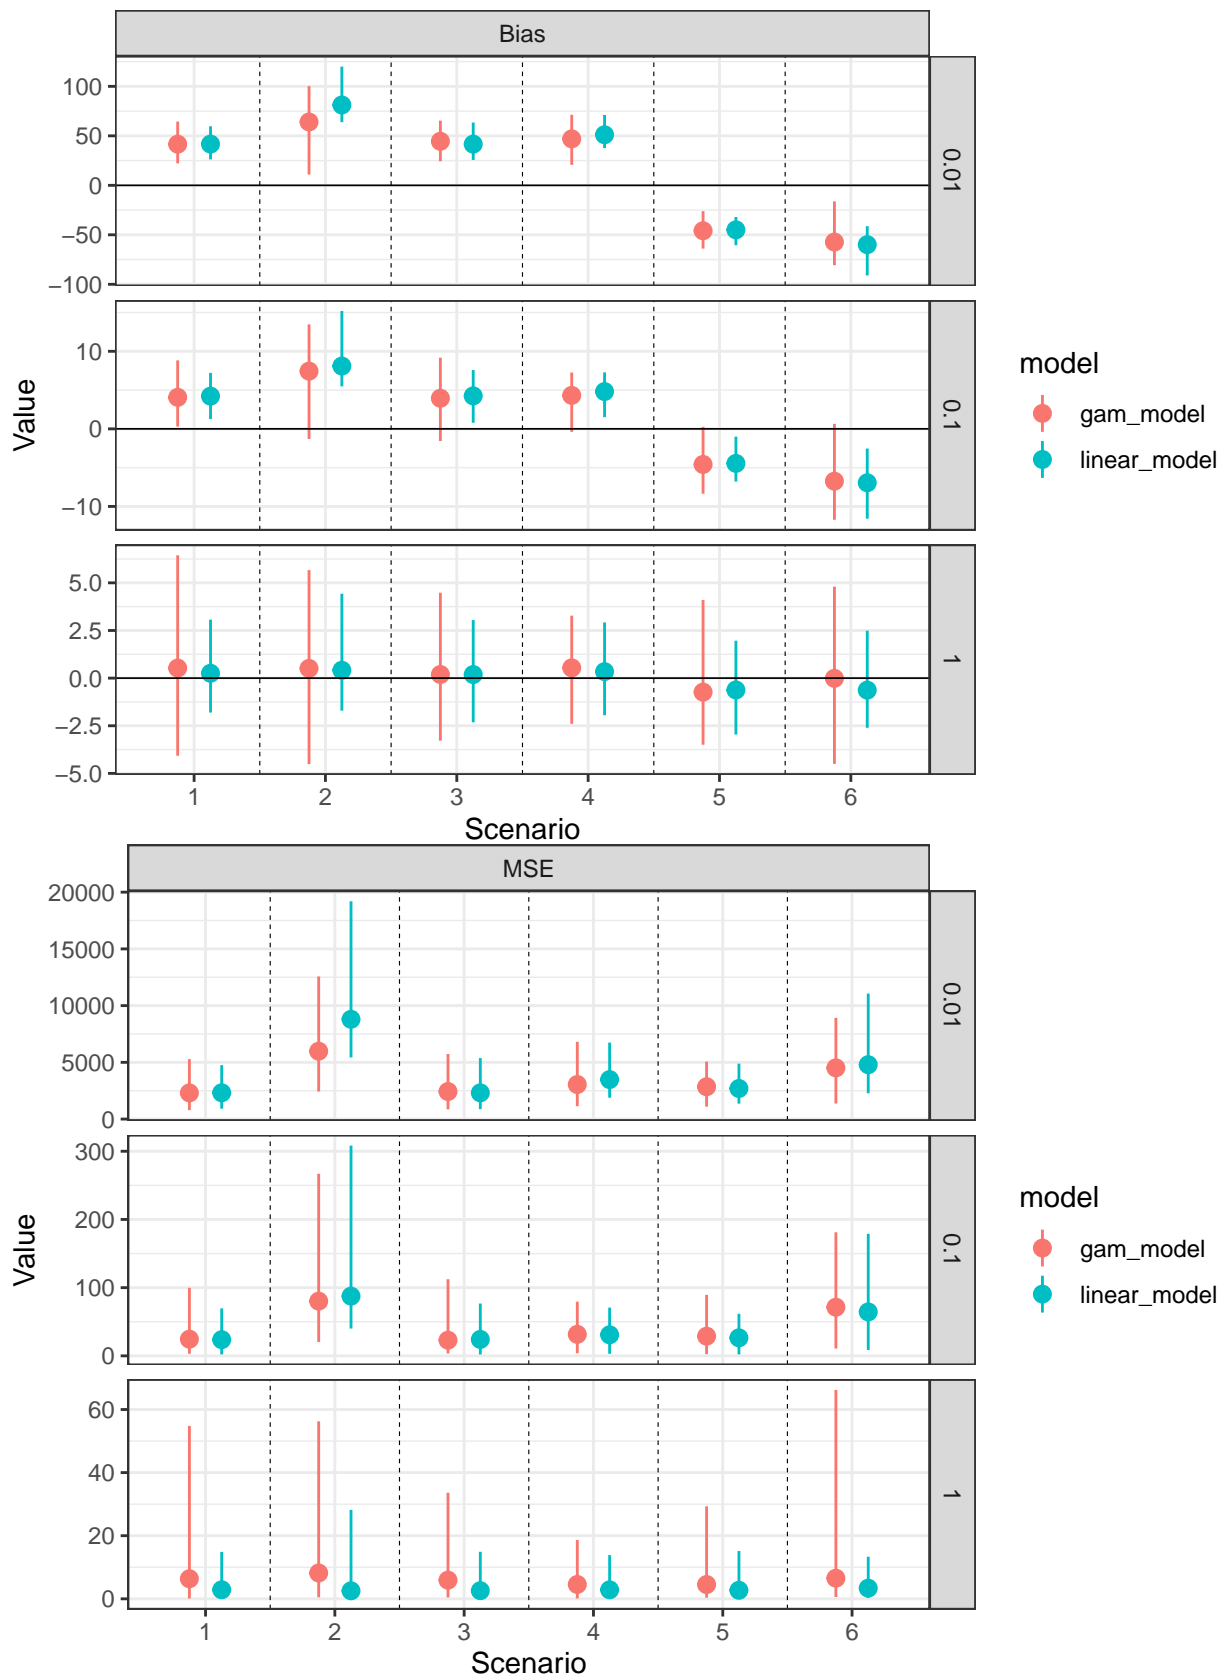 Bias
100
50
0
−50
−100
0.01
10
0
−10
0.1
5.0
2.5
0.0
−2.5
−5.0
1
Value
1 2 3 4 5 6
Scenario
model
gam_model
linear_model
MSE
20000
15000
10000
5000
0
0.01
300
200
100
0
0.1
60
40
20
0
1
Value
1 2 3 4 5 6
Scenario
model
gam_model
linear_model